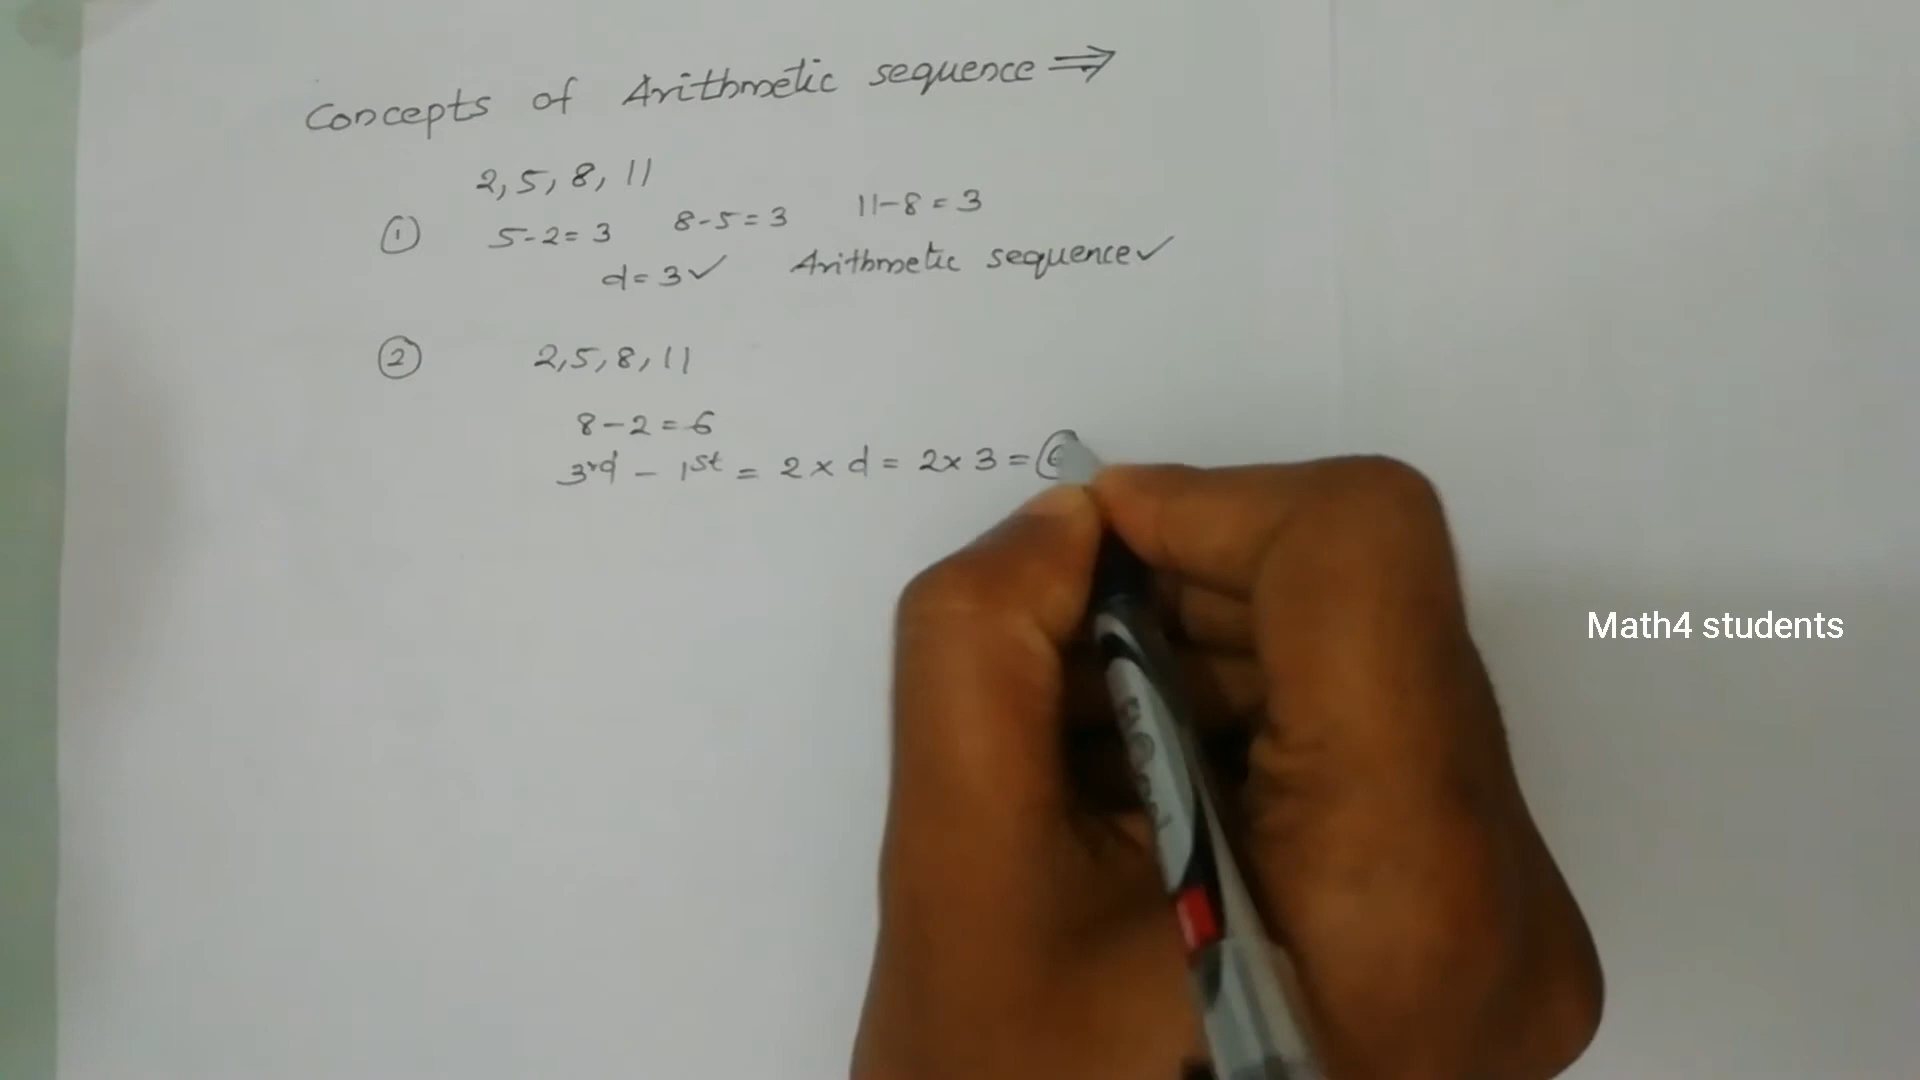 Concepts of Arithmetic sequence ⇒
2, 5, 8, 11
① 5-2=3 8-5=3 11-8=3
d=3✓ Arithmetic sequence✓
② 2,5,8,11
8-2=6
3rd - 1st = 2×d = 2×3 =
Math4 students